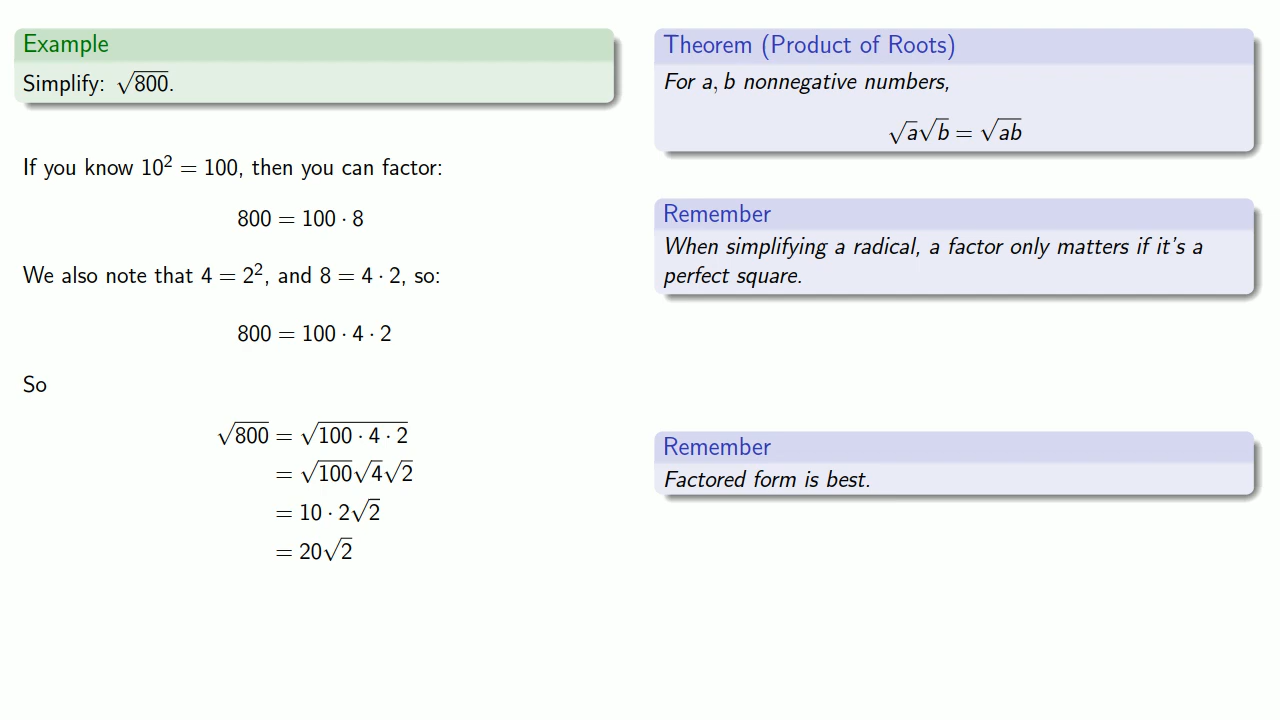 Example
Simplify: √800.
If you know 10² = 100, then you can factor:
800 = 100 · 8
We also note that 4 = 2², and 8 = 4 · 2, so:
800 = 100 · 4 · 2
So
√800 = √(100 · 4 · 2)
= √100√4√2
= 10 · 2√2
= 20√2
Theorem (Product of Roots)
For a, b nonnegative numbers,
√a√b = √ab
Remember
When simplifying a radical, a factor only matters if it's a
perfect square.
Remember
Factored form is best.